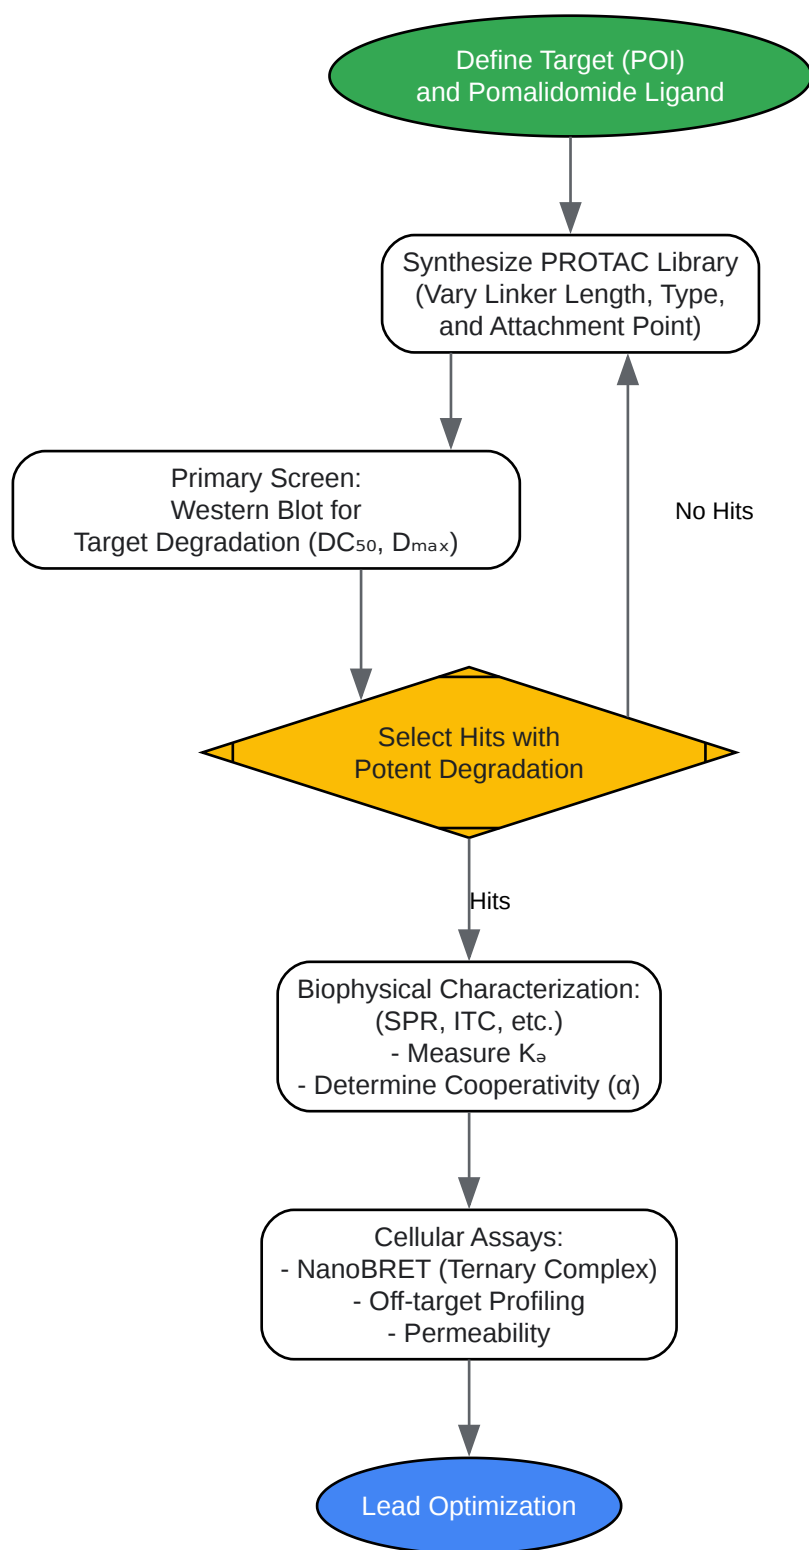 Define Target (POI)
and Pomalidomide Ligand
Synthesize PROTAC Library
(Vary Linker Length, Type,
and Attachment Point)
Primary Screen:
Western Blot for
Target Degradation (DC₅₀, Dₘₐₓ)
No Hits
Select Hits with
Potent Degradation
Hits
Biophysical Characterization:
(SPR, ITC, etc.)
- Measure Kₔ
- Determine Cooperativity (α)
Cellular Assays:
- NanoBRET (Ternary Complex)
- Off-target Profiling
- Permeability
Lead Optimization